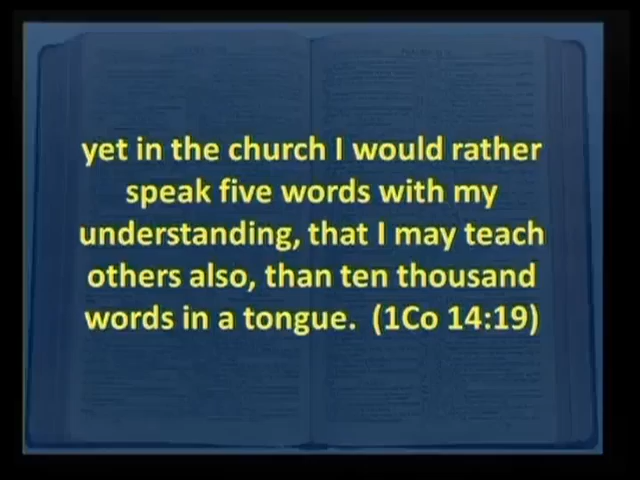 yet in the church I would rather
speak five words with my
understanding, that I may teach
others also, than ten thousand
words in a tongue.  (1Co 14:19)